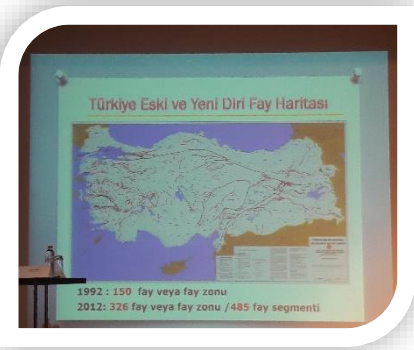 Türkiye Eski ve Yeni Diri Fay Haritası
1992 : 150 fay veya fay zonu
2012: 326 fay veya fay zonu /485 fay segmenti